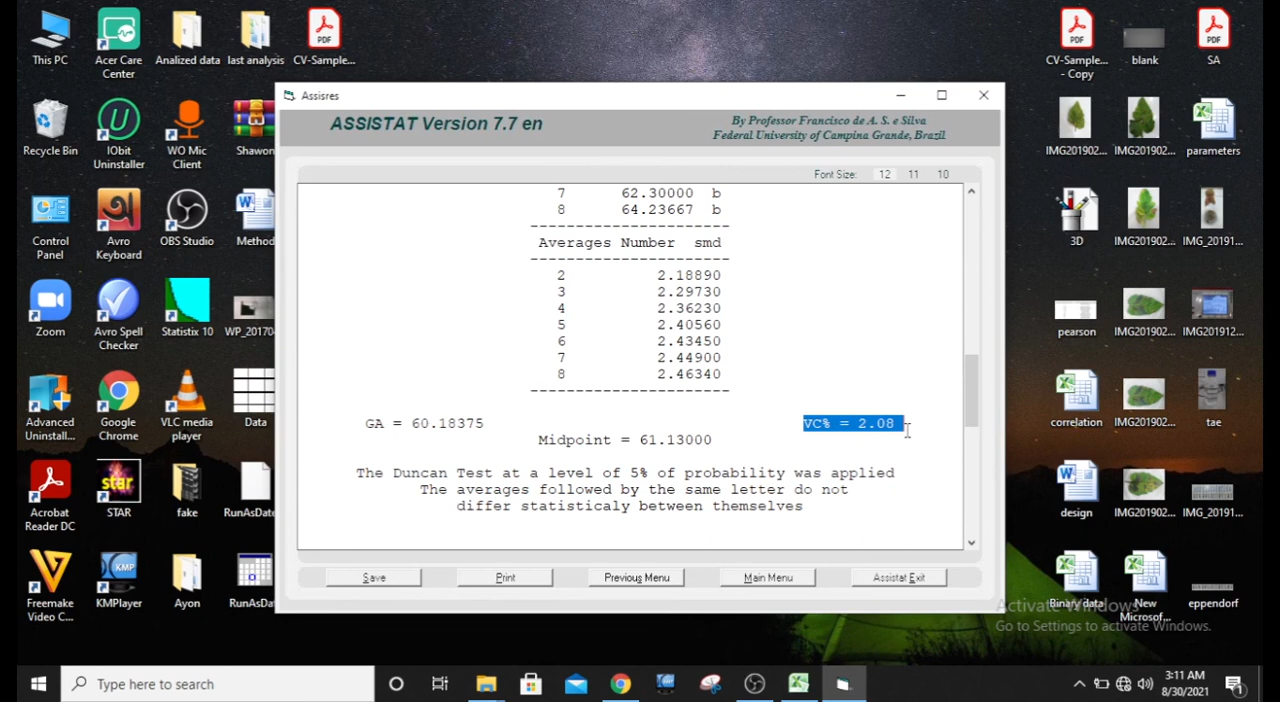 This PC
Acer Care
Center
Analized data
last analysis
CV-Sample...
PDF
Recycle Bin
IObit
Uninstaller
WO Mic
Client
Shawon
Control
Panel
Avro
Keyboard
OBS Studio
Method
Zoom
Avro Spell
Checker
Statistix 10
WP_20170
Advanced
Uninstall...
Google
Chrome
VLC media
player
Data
Acrobat
Reader DC
star
STAR
fake
RunAsDate
Freemake
Video C...
KMP
KMPlayer
Ayon
RunAsDa
Assisres
ASSISTAT Version 7.7 en
By Professor Francisco de A. S. e Silva
Federal University of Campina Grande, Brazil
Font Size: 12 11 10
7 62.30000 b
8 64.23667 b
----------------------
Averages Number smd
----------------------
2 2.18890
3 2.29730
4 2.36230
5 2.40560
6 2.43450
7 2.44900
8 2.46340
----------------------
GA = 60.18375 VC% = 2.08
Midpoint = 61.13000
The Duncan Test at a level of 5% of probability was applied
The averages followed by the same letter do not
differ statisticaly between themselves
Save Print Previous Menu Main Menu Assistat Exit
PDF
CV-Sample...
- Copy
blank
PDF
SA
IMG201902...
IMG201902...
parameters
3D
IMG201902...
IMG_20191...
pearson
IMG201902...
IMG201912...
correlation
IMG201902...
tae
design
IMG201902...
IMG_20191...
Binary data
New
Microsof...
eppendorf
Activate Windows
Go to Settings to activate Windows.
Type here to search
3:11 AM
8/30/2021
1